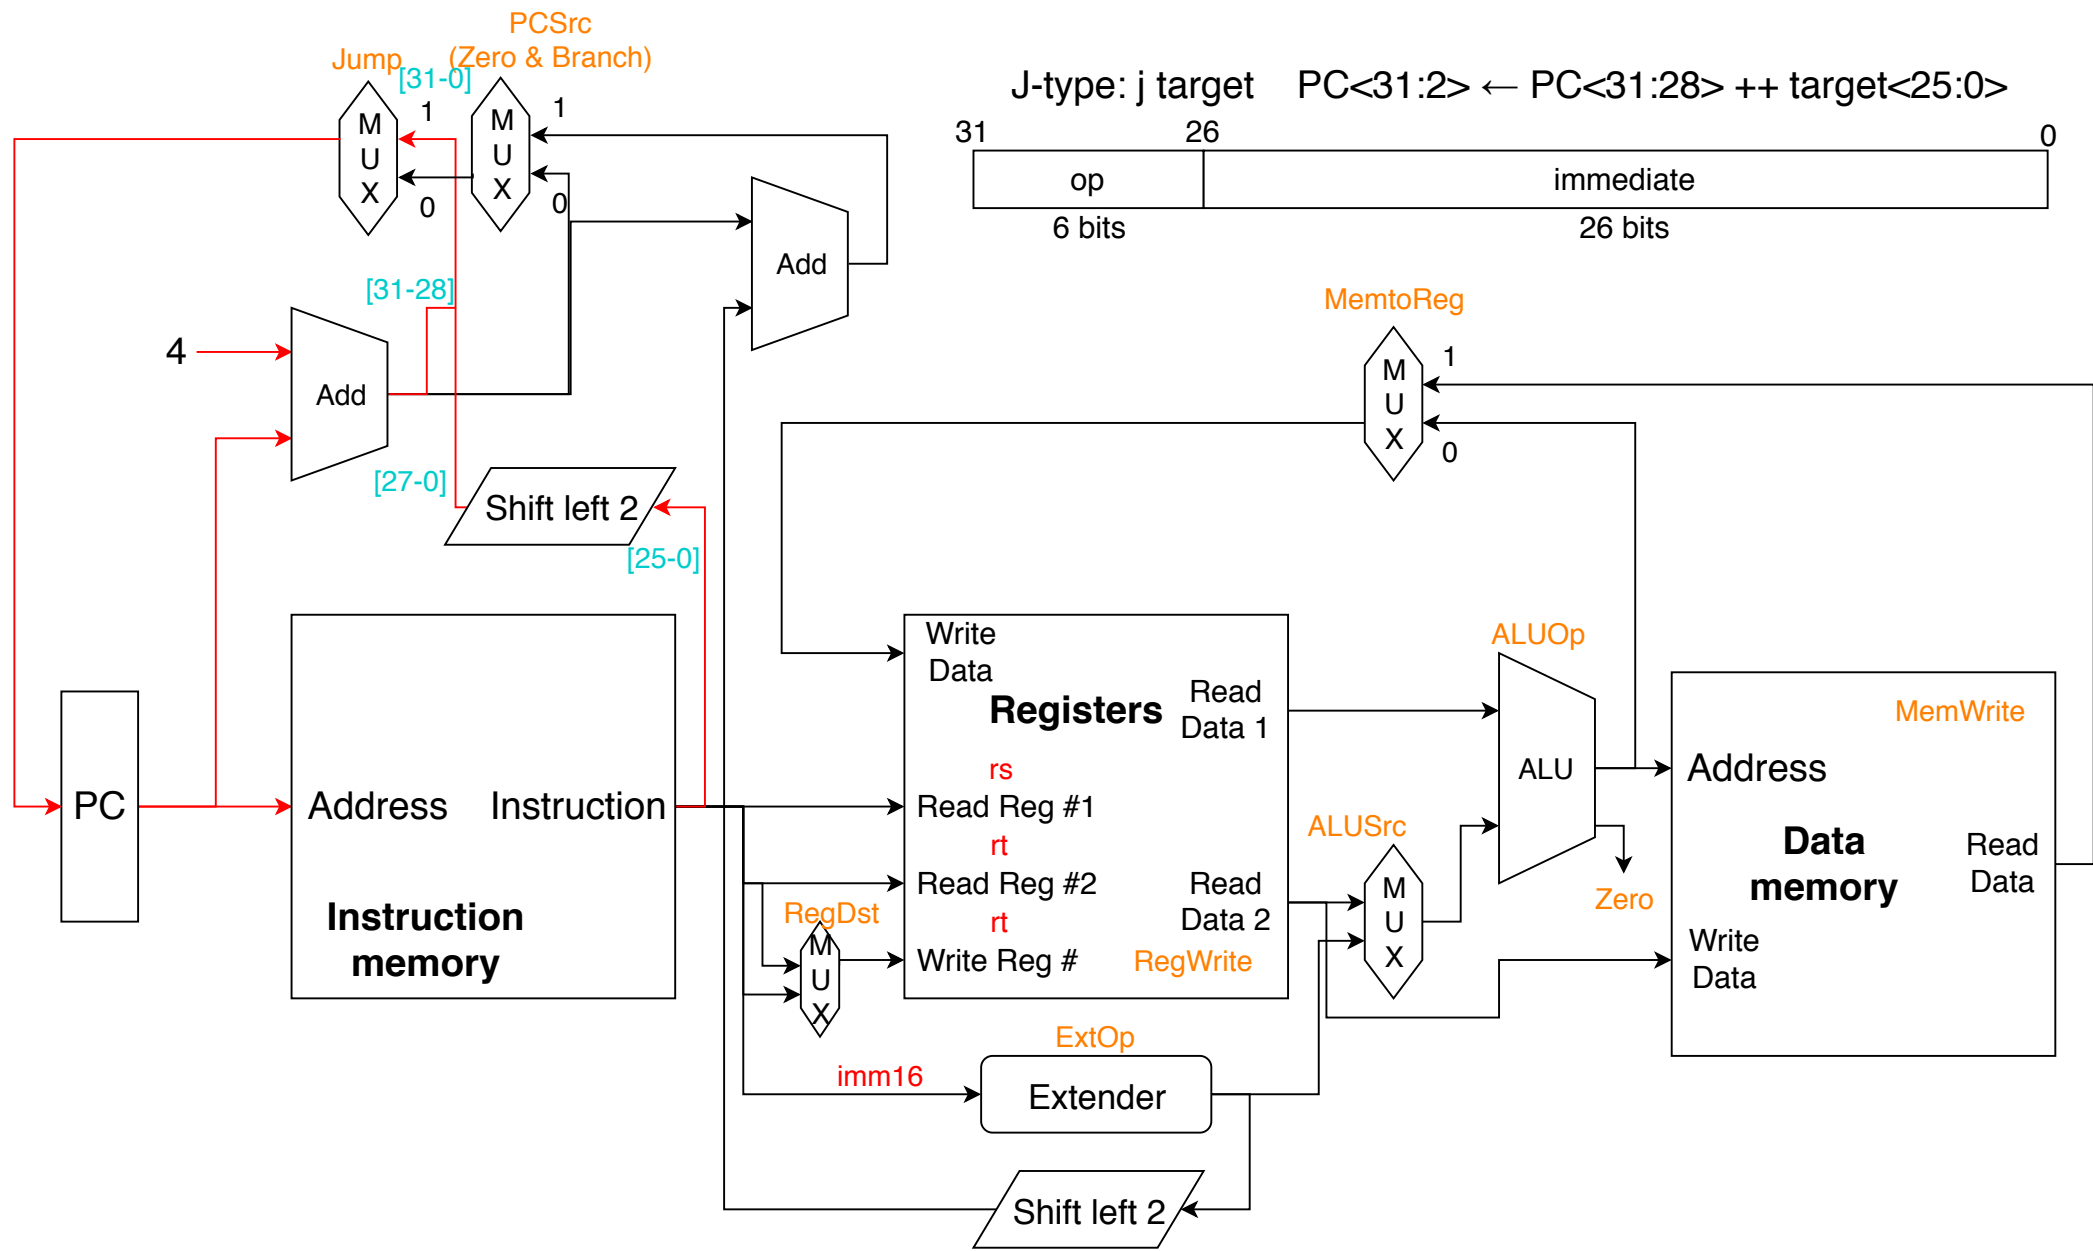 PCSrc
(Zero & Branch)
Jump
[31-0]
J-type: j target PC<31:2> ← PC<31:28> ++ target<25:0>
31
26
0
op
immediate
6 bits
26 bits
M
U
X
1
0
M
U
X
1
0
Add
[31-28]
4
Add
[27-0]
Shift left 2
[25-0]
MemtoReg
M
U
X
1
0
PC
Address
Instruction
Instruction
memory
Write
Data
Registers
Read
Data 1
rs
Read Reg #1
rt
Read Reg #2
rt
Write Reg #
Read
Data 2
RegWrite
RegDst
M
U
X
ALUOp
ALU
ALUSrc
M
U
X
Zero
MemWrite
Address
Data
memory
Read
Data
Write
Data
ExtOp
imm16
Extender
Shift left 2